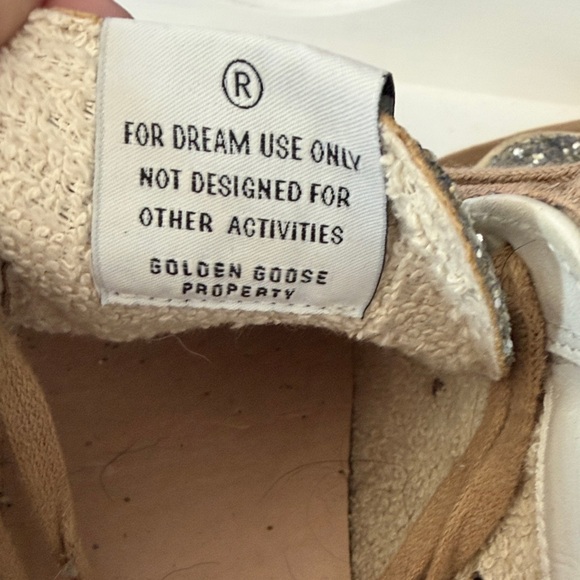 ®
FOR DREAM USE ONLY
NOT DESIGNED FOR
OTHER ACTIVITIES
GOLDEN GOOSE
PROPERTY